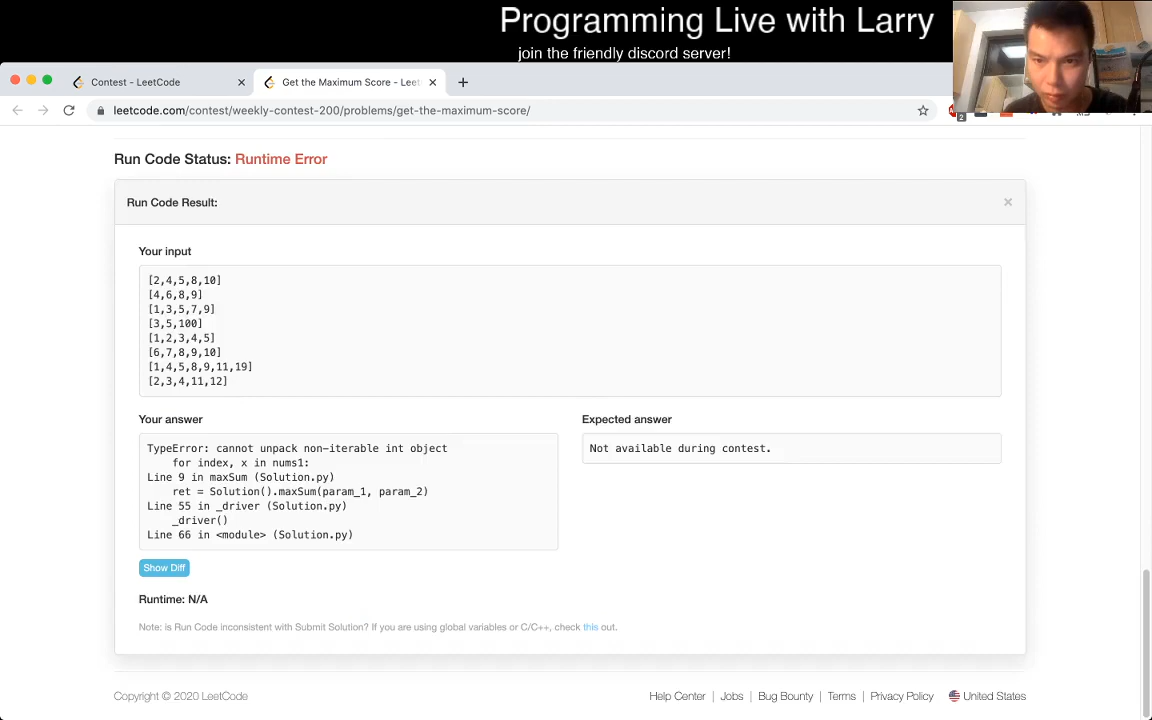 Programming Live with Larry
join the friendly discord server!
Contest - LeetCode
Get the Maximum Score - Leet
leetcode.com/contest/weekly-contest-200/problems/get-the-maximum-score/
2
Run Code Status: Runtime Error
Run Code Result:
Your input
[2,4,5,8,10]
[4,6,8,9]
[1,3,5,7,9]
[3,5,100]
[1,2,3,4,5]
[6,7,8,9,10]
[1,4,5,8,9,11,19]
[2,3,4,11,12]
Your answer
Expected answer
TypeError: cannot unpack non-iterable int object
for index, x in nums1:
Line 9 in maxSum (Solution.py)
ret = Solution().maxSum(param_1, param_2)
Line 55 in _driver (Solution.py)
_driver()
Line 66 in <module> (Solution.py)
Not available during contest.
Show Diff
Runtime: N/A
Note: is Run Code inconsistent with Submit Solution? If you are using global variables or C/C++, check this out.
Copyright © 2020 LeetCode
Help Center | Jobs | Bug Bounty | Terms | Privacy Policy United States